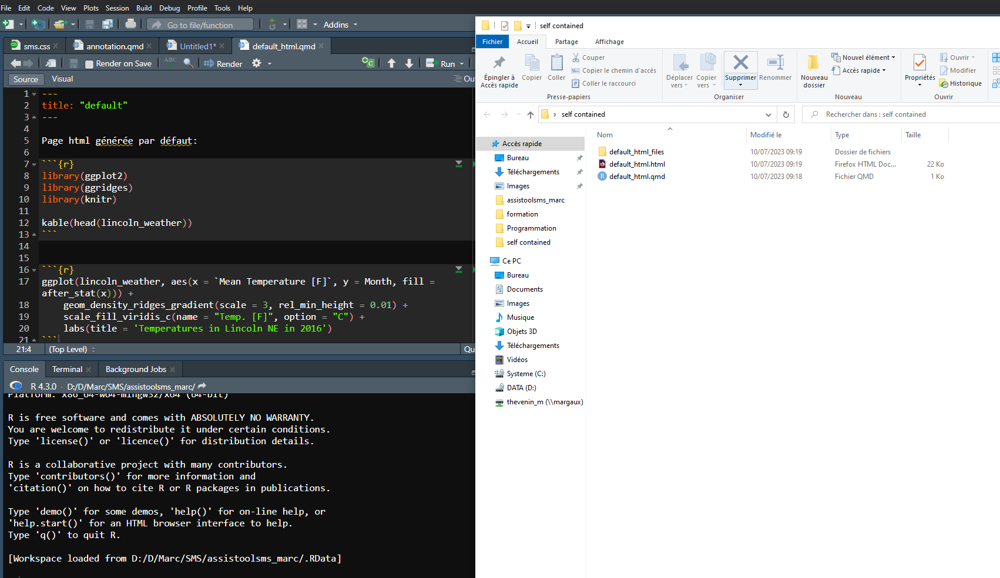 File Edit Code View Plots Session Build Debug Profile Tools Help
Go to file/function Addins
sms.css annotation.qmd Untitled1* default_html.qmd
Render on Save ABC Render Run
Source Visual Ou
1 ---
2 title: "default"
3 ---
4
5 Page html générée par défaut:
6
7 ```{r}
8 library(ggplot2)
9 library(ggridges)
10 library(knitr)
11
12 kable(head(lincoln_weather))
13 ```
14
15
16 ```{r}
17 ggplot(lincoln_weather, aes(x = `Mean Temperature [F]`, y = Month, fill =
after_stat(x))) +
18 geom_density_ridges_gradient(scale = 3, rel_min_height = 0.01) +
19 scale_fill_viridis_c(name = "Temp. [F]", option = "C") +
20 labs(title = 'Temperatures in Lincoln NE in 2016')
21 ```
21:4 (Top Level) Qu
Console Terminal Background Jobs
R 4.3.0 · D:/D/Marc/SMS/assistoolsms_marc/
Platform: x86_64-w64-mingw32/x64 (64-bit)
R is free software and comes with ABSOLUTELY NO WARRANTY.
You are welcome to redistribute it under certain conditions.
Type 'license()' or 'licence()' for distribution details.
R is a collaborative project with many contributors.
Type 'contributors()' for more information and
'citation()' on how to cite R or R packages in publications.
Type 'demo()' for some demos, 'help()' for on-line help, or
'help.start()' for an HTML browser interface to help.
Type 'q()' to quit R.
[Workspace loaded from D:/D/Marc/SMS/assistoolsms_marc/.RData]
self contained
Fichier Accueil Partage Affichage
Épingler à
Accès rapide
Copier
Coller
Couper
Copier le chemin d'accès
Coller le raccourci
Presse-papiers
Déplacer
vers
Copier
vers
Supprimer
Renommer
Organiser
Nouveau
dossier
Nouvel élément
Accès rapide
Nouveau
Propriétés
Ouvrir
Modifier
Historique
Ouvrir
self contained
Rechercher dans : self contained
Accès rapide
Bureau
Téléchargements
Images
assistoolsms_marc
formation
Programmation
self contained
Ce PC
Bureau
Documents
Images
Musique
Objets 3D
Téléchargements
Vidéos
Systeme (C:)
DATA (D:)
thevenin_m (\\margaux)
Nom Modifié le Type Taille
default_html_files 10/07/2023 09:19 Dossier de fichiers
default_html.html 10/07/2023 09:19 Firefox HTML Doc... 22 Ko
default_html.qmd 10/07/2023 09:18 Fichier QMD 1 Ko